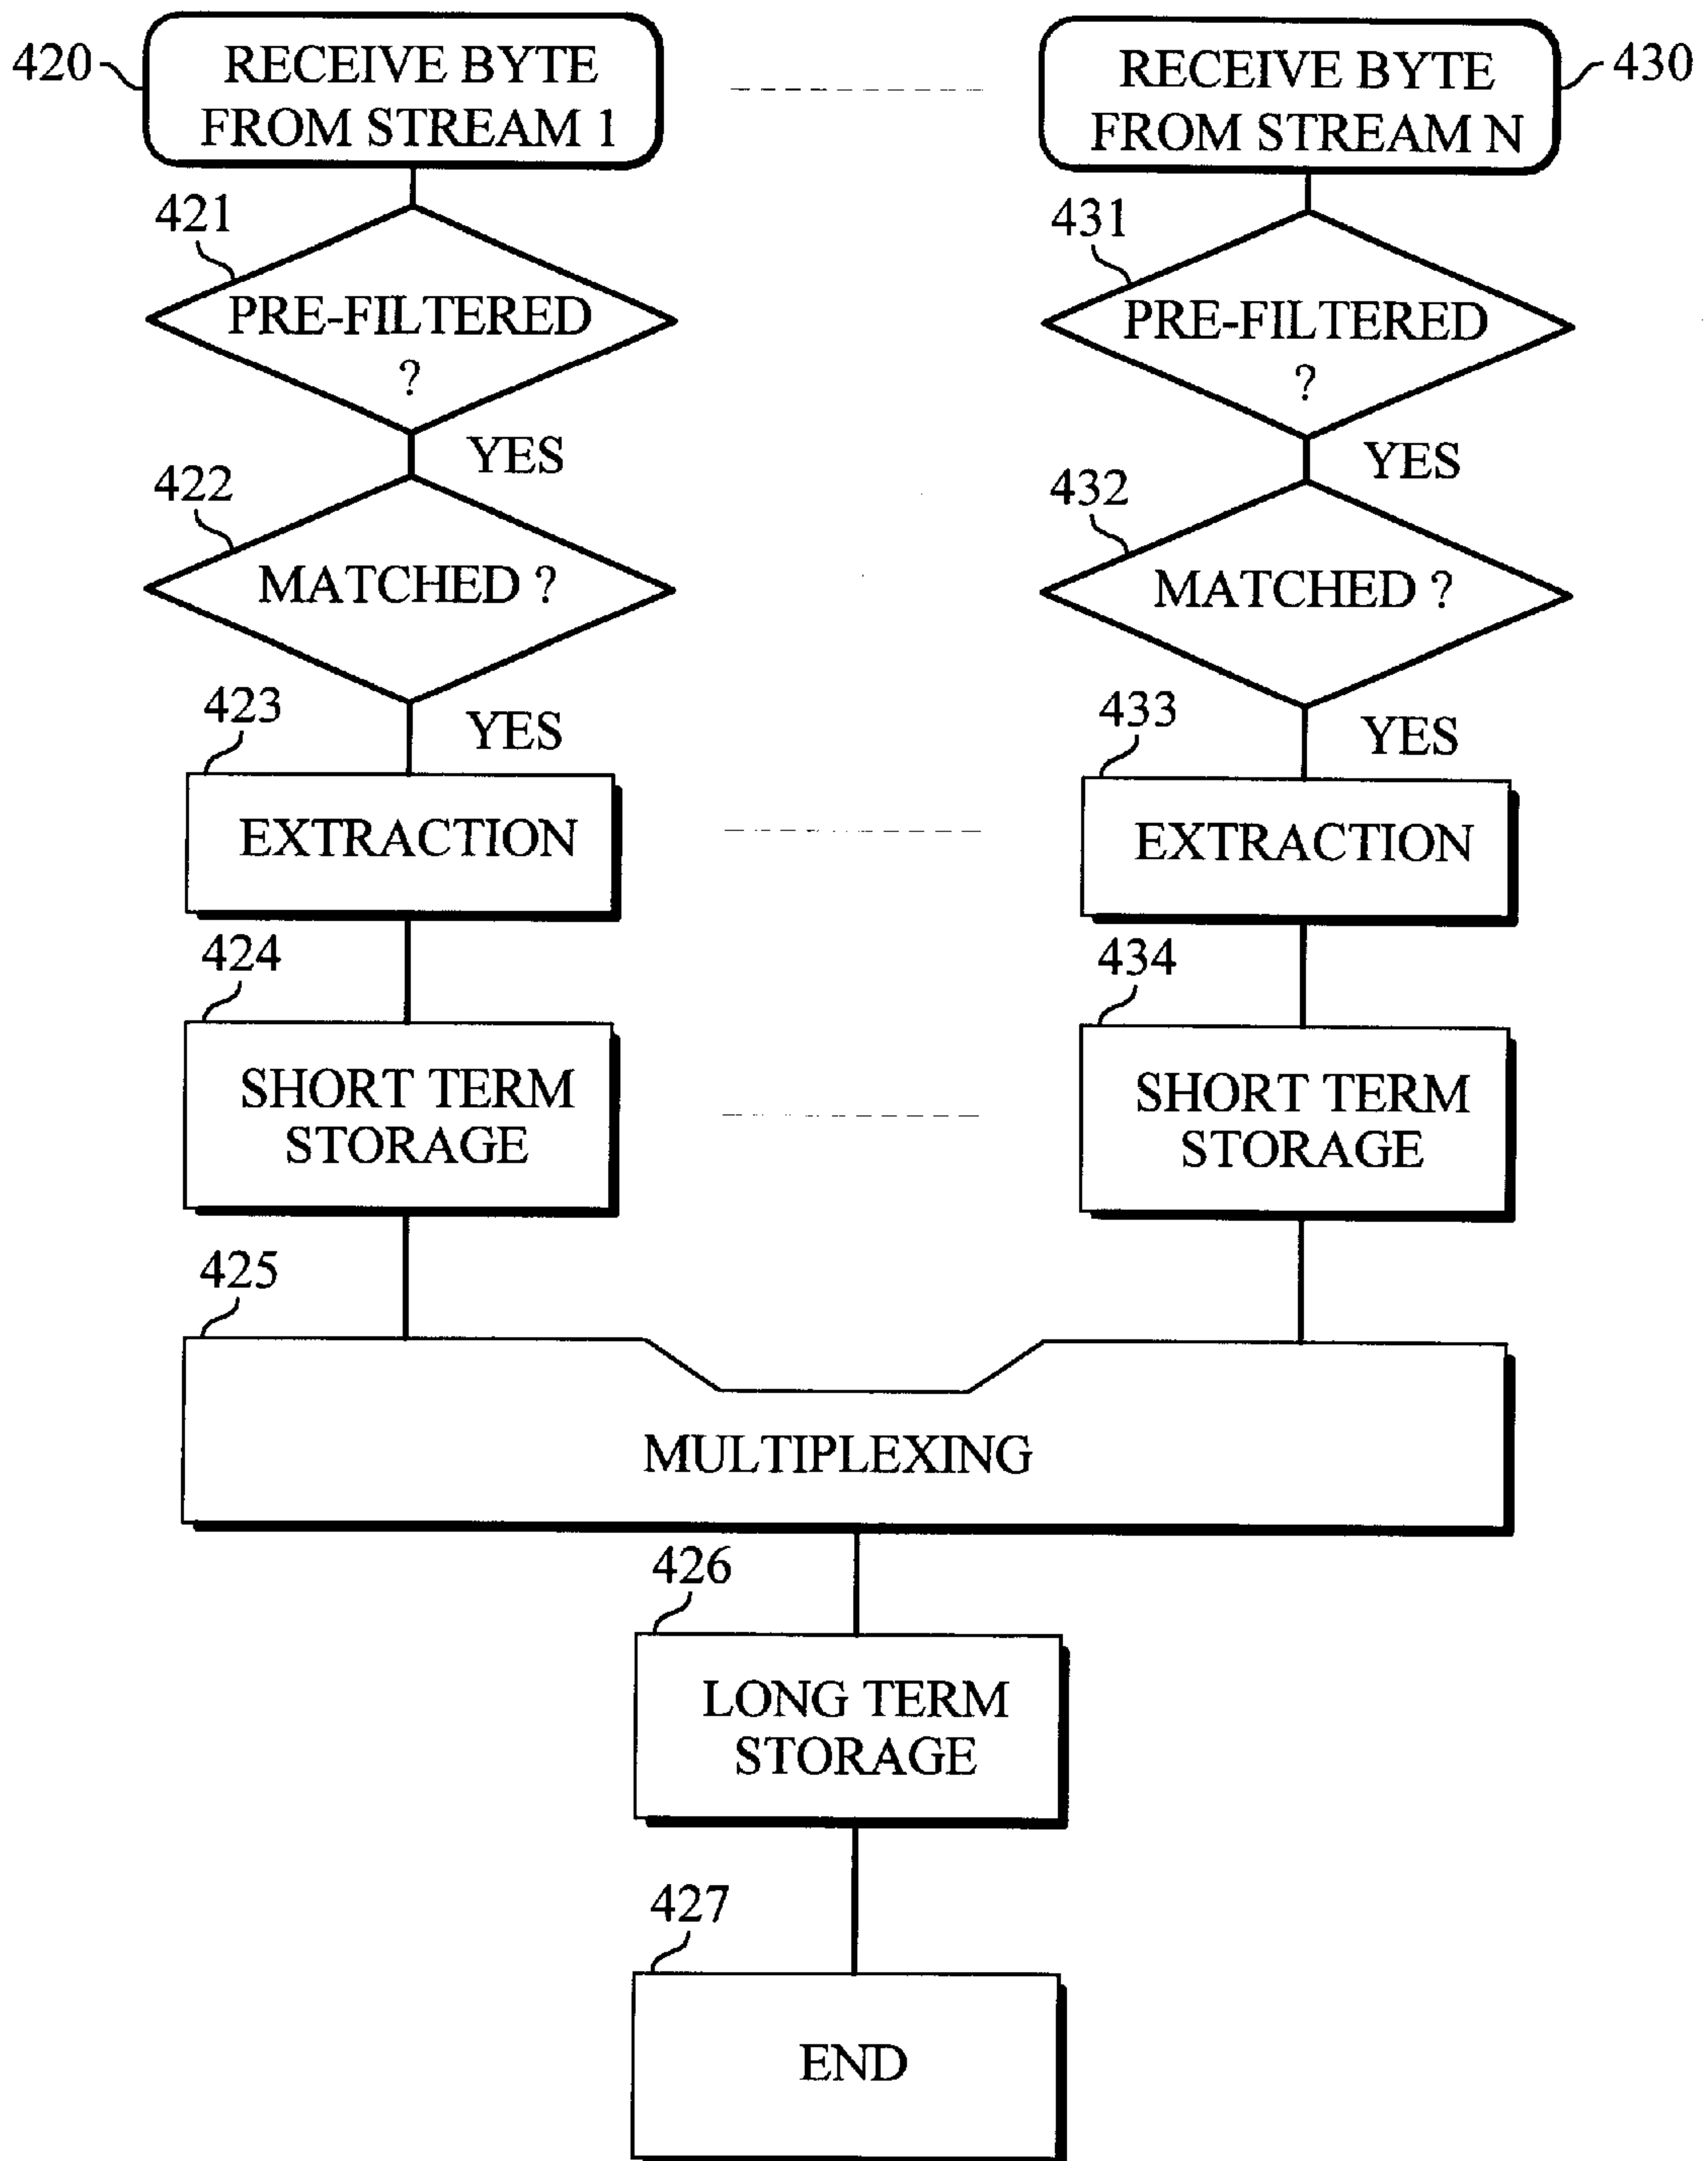 420
RECEIVE BYTE
FROM STREAM 1
RECEIVE BYTE
FROM STREAM N
430
421
PRE-FILTERED
?
YES
431
PRE-FILTERED
?
YES
422
MATCHED ?
YES
432
MATCHED ?
YES
423
EXTRACTION
433
EXTRACTION
424
SHORT TERM
STORAGE
434
SHORT TERM
STORAGE
425
MULTIPLEXING
426
LONG TERM
STORAGE
427
END